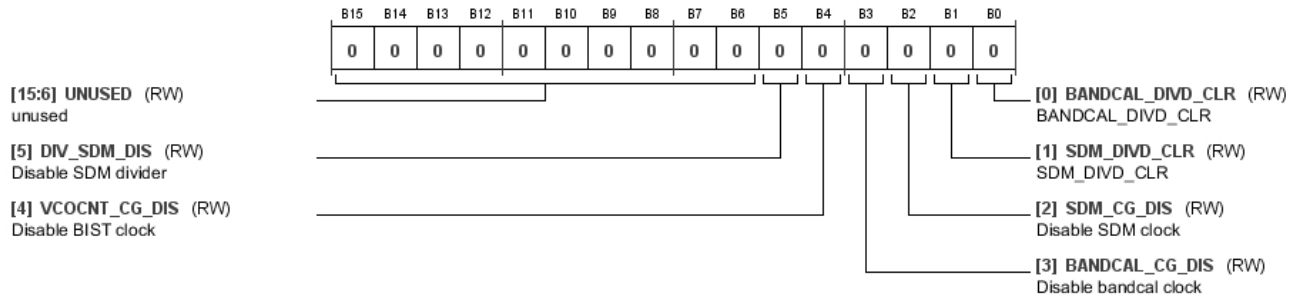 B15 B14 B13 B12 B11 B10 B9 B8 B7 B6 B5 B4 B3 B2 B1 B0
0 0 0 0 0 0 0 0 0 0 0 0 0 0 0 0
[15:6] UNUSED (RW)
unused
[5] DIV_SDM_DIS (RW)
Disable SDM divider
[4] VCOCNT_CG_DIS (RW)
Disable BIST clock
[0] BANDCAL_DIVD_CLR (RW)
BANDCAL_DIVD_CLR
[1] SDM_DIVD_CLR (RW)
SDM_DIVD_CLR
[2] SDM_CG_DIS (RW)
Disable SDM clock
[3] BANDCAL_CG_DIS (RW)
Disable bandcal clock